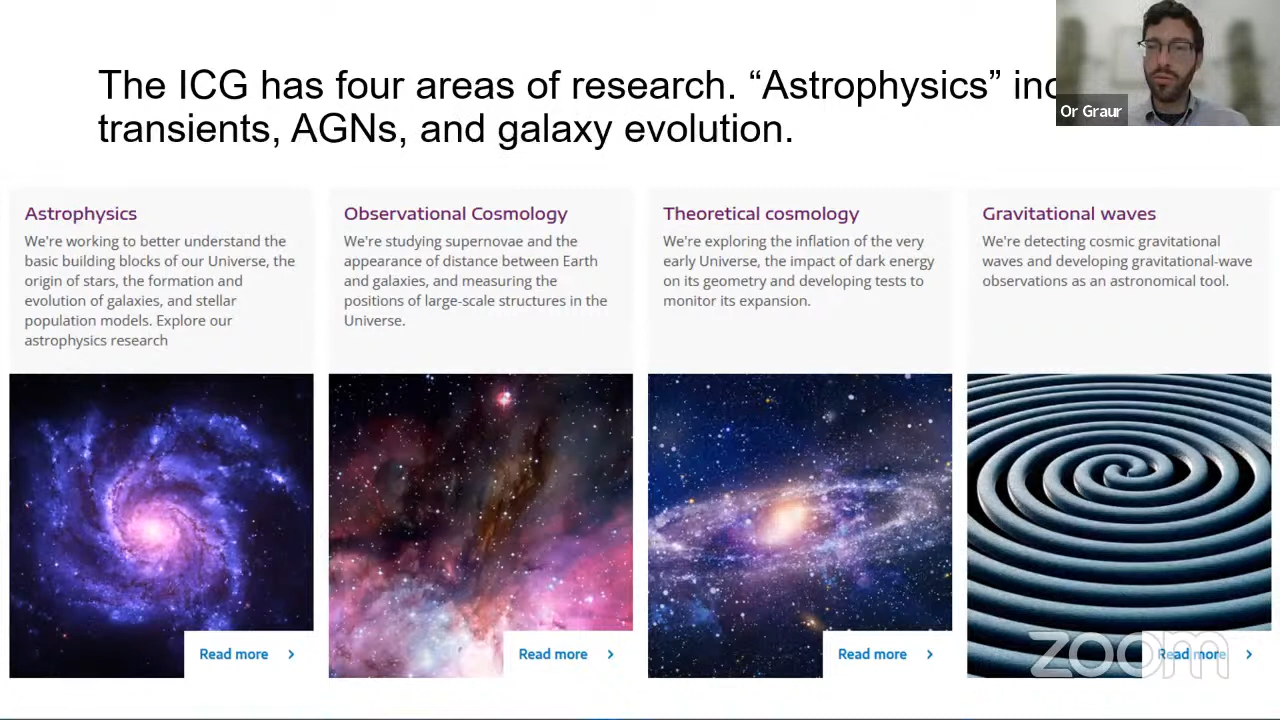 The ICG has four areas of research. “Astrophysics” inc
transients, AGNs, and galaxy evolution.
Or Graur
Astrophysics
We're working to better understand the
basic building blocks of our Universe, the
origin of stars, the formation and
evolution of galaxies, and stellar
population models. Explore our
astrophysics research
Read more
Observational Cosmology
We're studying supernovae and the
appearance of distance between Earth
and galaxies, and measuring the
positions of large-scale structures in the
Universe.
Read more
Theoretical cosmology
We're exploring the inflation of the very
early Universe, the impact of dark energy
on its geometry and developing tests to
monitor its expansion.
Read more
Gravitational waves
We're detecting cosmic gravitational
waves and developing gravitational-wave
observations as an astronomical tool.
Read more
zoom